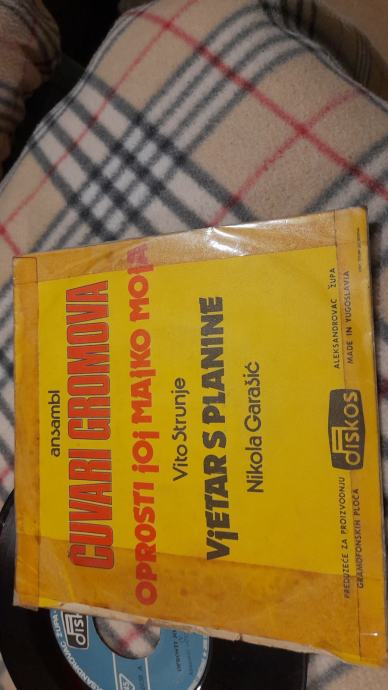 ansambl
CUVARI GROMOVA
OPROSTI jOj MAjKO MOjA
Vito Strunje
VjETAR S PLANINE
Nikola Garašić
PREDUZEĆE ZA PROIZVODNJU
GRAMOFONSKIH PLOČA
diskos
ALEKSANDROVAC ŽUPA
MADE IN YUGOSLAVIA